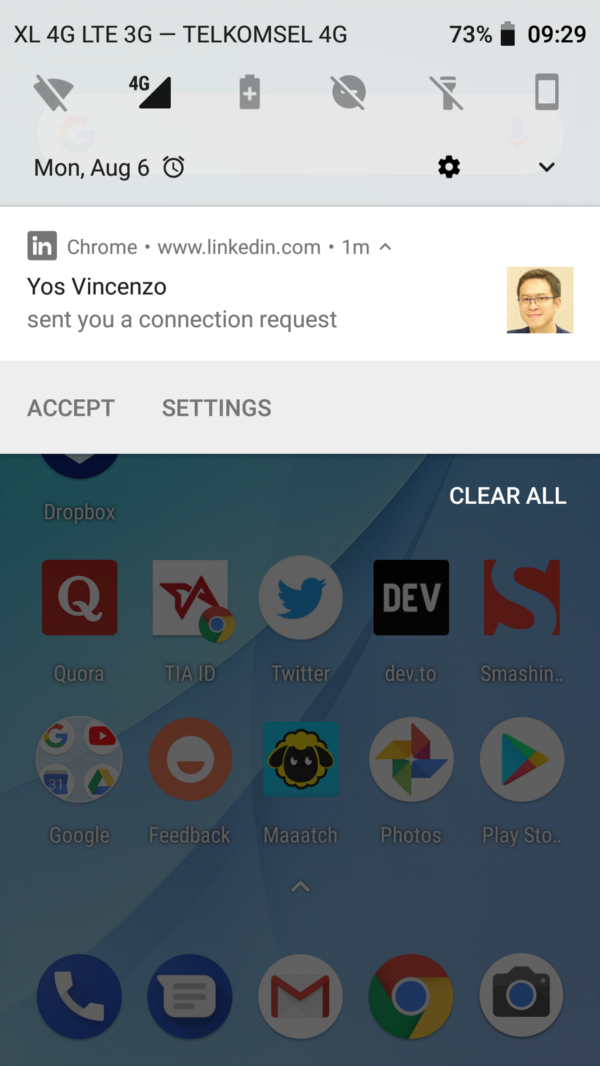 XL 4G LTE 3G — TELKOMSEL 4G 73% 09:29
4G
Mon, Aug 6
in Chrome • www.linkedin.com • 1m
Yos Vincenzo
sent you a connection request
ACCEPT SETTINGS
CLEAR ALL
Dropbox
Q TIA DEV S
Quora TIA ID Twitter dev.to Smashin..
31
Google Feedback Maaatch Photos Play Sto..